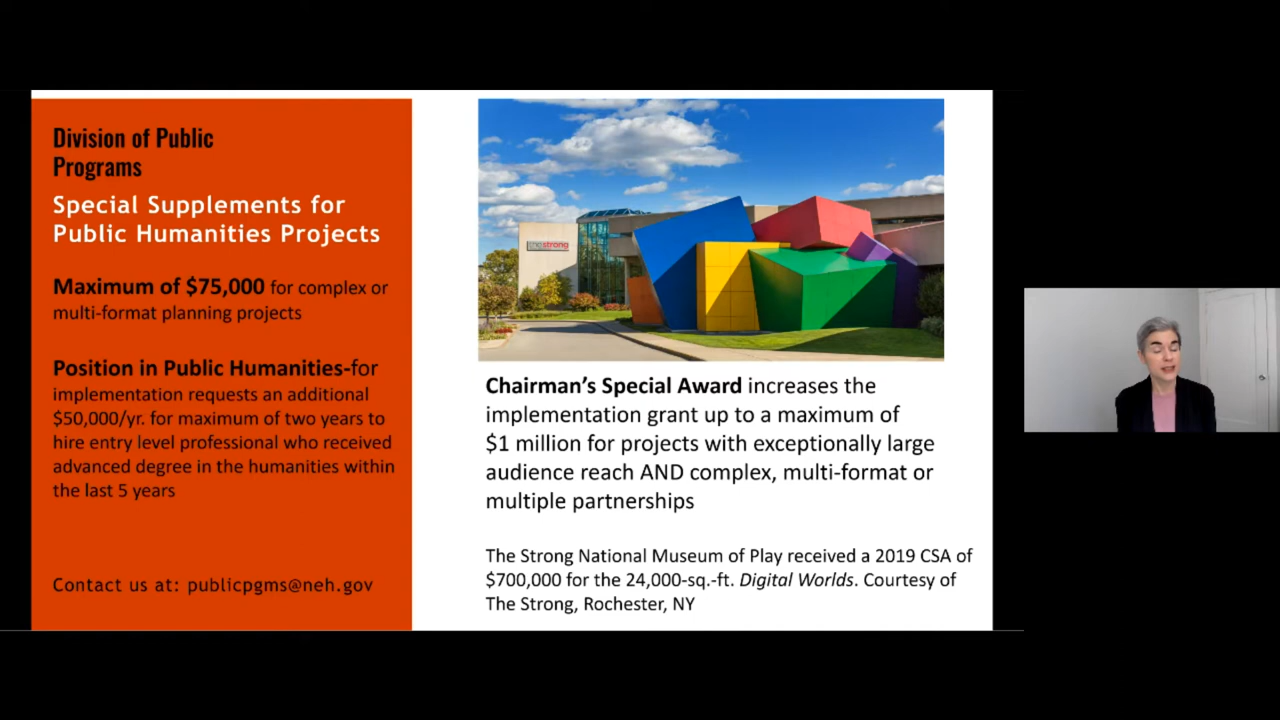 Division of Public
Programs
Special Supplements for
Public Humanities Projects
Maximum of $75,000 for complex or
multi-format planning projects
Position in Public Humanities-for
implementation requests an additional
$50,000/yr. for maximum of two years to
hire entry level professional who received
advanced degree in the humanities within
the last 5 years
Contact us at: publicpgms@neh.gov
the strong
Chairman’s Special Award increases the
implementation grant up to a maximum of
$1 million for projects with exceptionally large
audience reach AND complex, multi-format or
multiple partnerships
The Strong National Museum of Play received a 2019 CSA of
$700,000 for the 24,000-sq.-ft. Digital Worlds. Courtesy of
The Strong, Rochester, NY